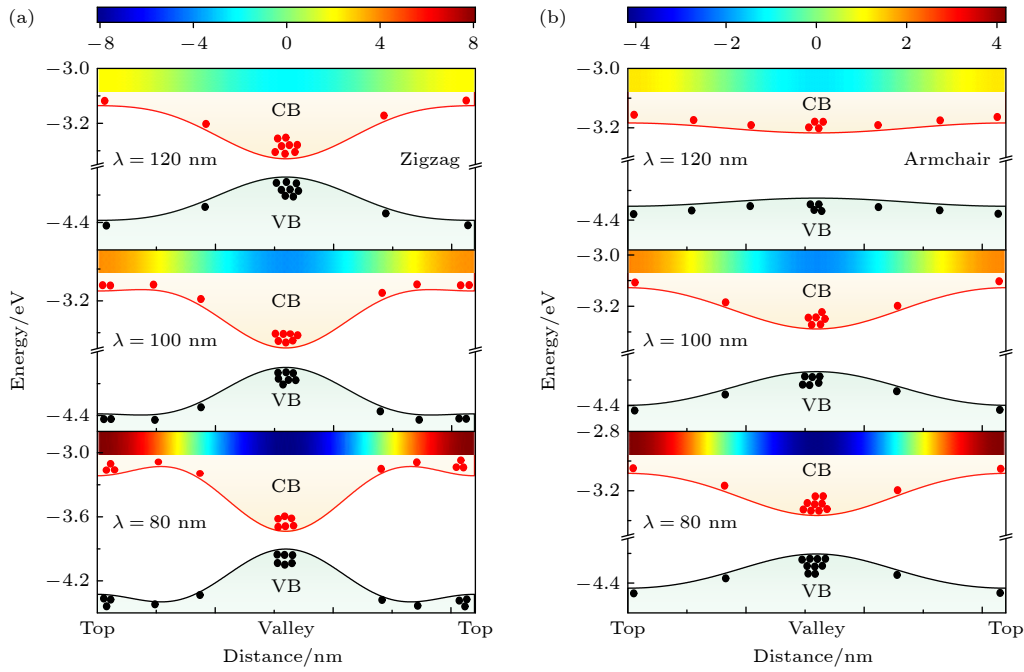 (a)
−8 −4 0 4 8
−3.0
CB
−3.2
λ = 120 nm
Zigzag
VB
−4.4
CB
−3.2
λ = 100 nm
VB
−4.4
−3.0
CB
−3.6
λ = 80 nm
−4.2
VB
Top Valley Top
Distance/nm
Energy/eV
(b)
−4 −2 0 2 4
−3.0
CB
−3.2
λ = 120 nm
Armchair
−4.4
VB
−3.0
CB
−3.2
λ = 100 nm
VB
−4.4
−2.8
CB
−3.2
λ = 80 nm
−4.4
VB
Top Valley Top
Distance/nm
Energy/eV